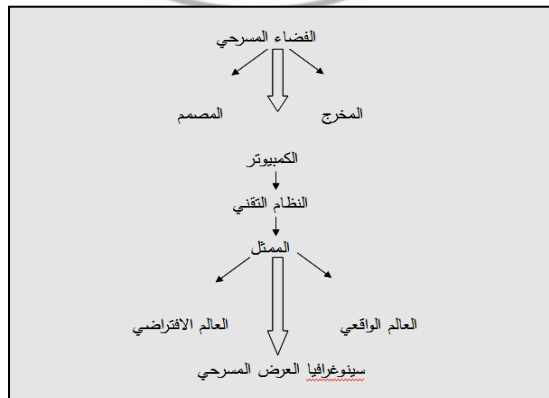 الفضاء المسرحي
المخرج
المصمم
الكمبيوتر
النظام التقني
الممثل
العالم الواقعي
العالم الافتراضي
سينوغرافيا العرض المسرحي